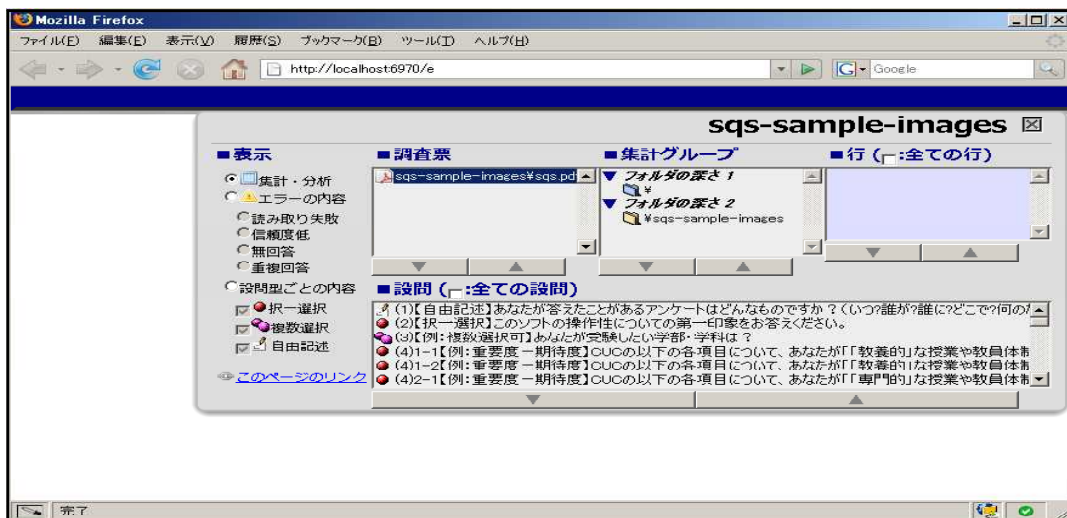 Mozilla Firefox
ファイル(F) 編集(E) 表示(V) 履歴(S) ブックマーク(B) ツール(T) ヘルプ(H)
http://localhost:6970/e
G Google
sqs-sample-images
■表示
集計・分析
エラーの内容
読み取り失敗
信頼度低
無回答
重複回答
設問型ごとの内容
択一選択
複数選択
自由記述
このページのリンク
■調査票
sqs-sample-images¥sqs.pd
■集計グループ
▼ フォルダの深さ 1
¥
▼ フォルダの深さ 2
¥sqs-sample-images
■行 (□:全ての行)
■設問 (□:全ての設問)
(1)【自由記述】あなたが答えたことがあるアンケートはどんなものですか？(いつ?誰が?誰に?どこで?何の
(2)【択一選択】このソフトの操作性についての第一印象をお答えください。
(3)【例:複数選択可】あなたが受験したい学部・学科は？
(4)1-1【例:重要度－期待度】CUCの以下の各項目について、あなたが「「教養的」な授業や教員体制
(4)1-2【例:重要度－期待度】CUCの以下の各項目について、あなたが「「教養的」な授業や教員体制
(4)2-1【例:重要度－期待度】CUCの以下の各項目について、あなたが「「専門的」な授業や教員体制
完了